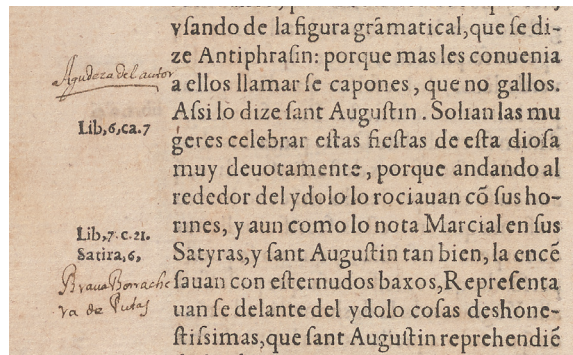 ysando de la figura grãmatical, que se di-
ze Antiphrasin: porque mas les conuenia
Agudeza del autor
a ellos llamar se capones, que no gallos.
Assi lo dize sant Augustin. Solian las mu
Lib,6,ca.7
geres celebrar estas fiestas de esta diosa
muy deuotamente, porque andando al
rededor del ydolo lo rociauan cõ sus ho-
rines, y aun como lo nota Marcial en sus
Lib,7.c.21.
Satira,6,
Satyras, y sant Augustin tan bien, la encẽ
sauan con esternudos baxos, Representa
Braua Borrache
ra de Putas
uan se delante del ydolo cosas deshone-
stissimas, que sant Augustin reprehendiẽ